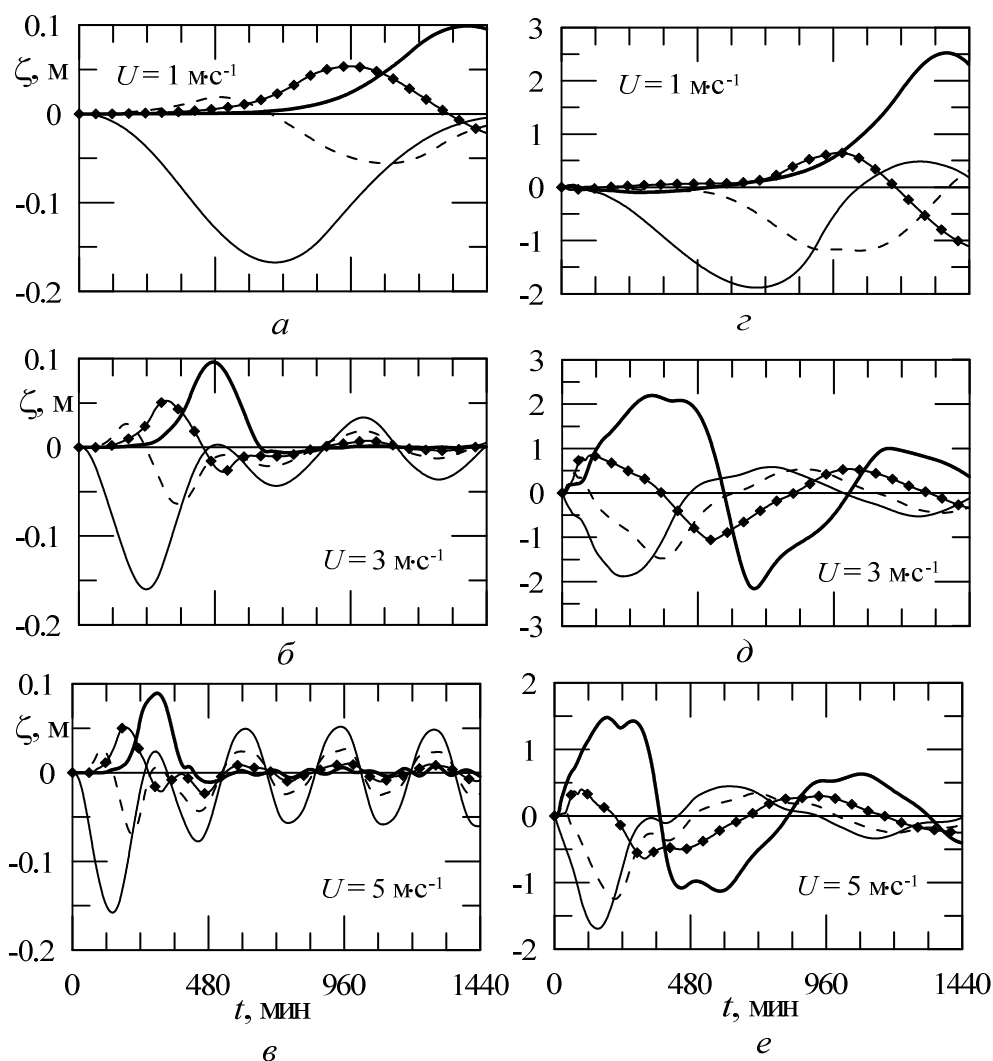 0.1
ζ, м
0
-0.1
-0.2
U = 1 м·с-1
а
3
2
1
0
-1
-2
U = 1 м·с-1
г
0.1
ζ, м
0
-0.1
-0.2
U = 3 м·с-1
б
3
2
1
0
-1
-2
-3
U = 3 м·с-1
д
0.1
ζ, м
0
-0.1
-0.2
U = 5 м·с-1
0 480 960 1440
t, мин
в
2
1
0
-1
-2
U = 5 м·с-1
0 480 960 1440
t, мин
е